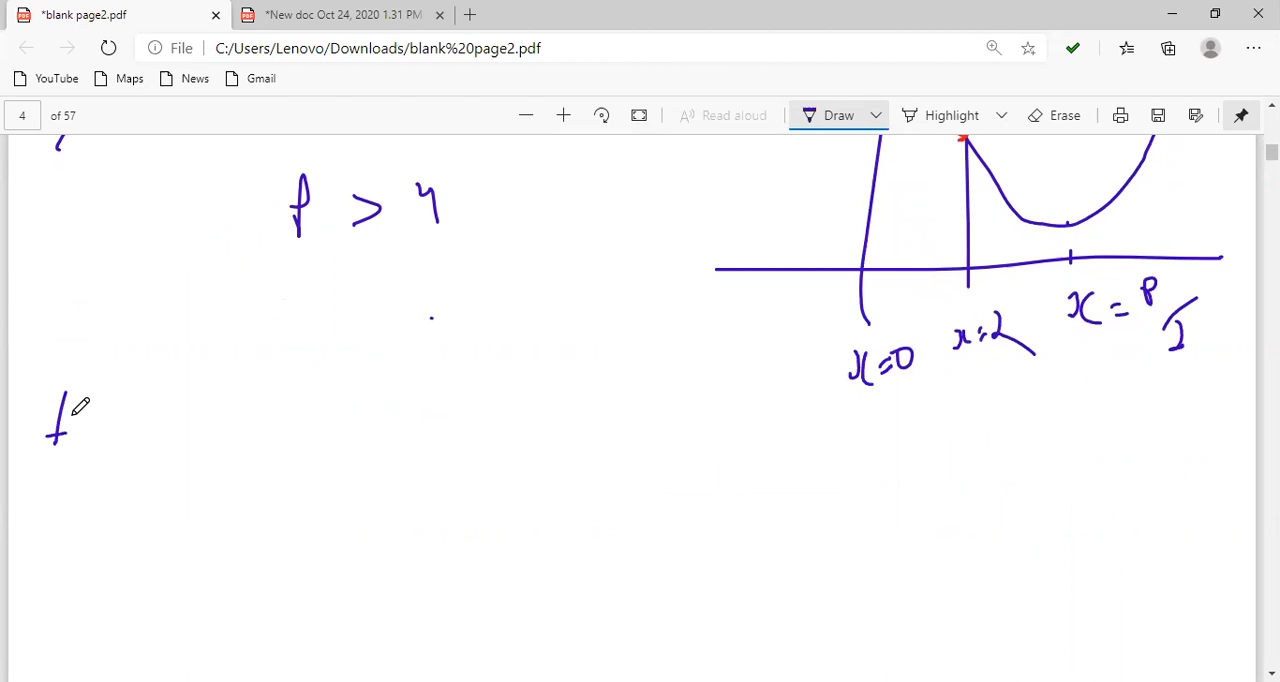 *blank page2.pdf
*New doc Oct 24, 2020 1.31 PM
File C:/Users/Lenovo/Downloads/blank%20page2.pdf
YouTube Maps News Gmail
4 of 57 Read aloud Draw Highlight Erase
P > 4
x = P/2
x=2
x=0
f